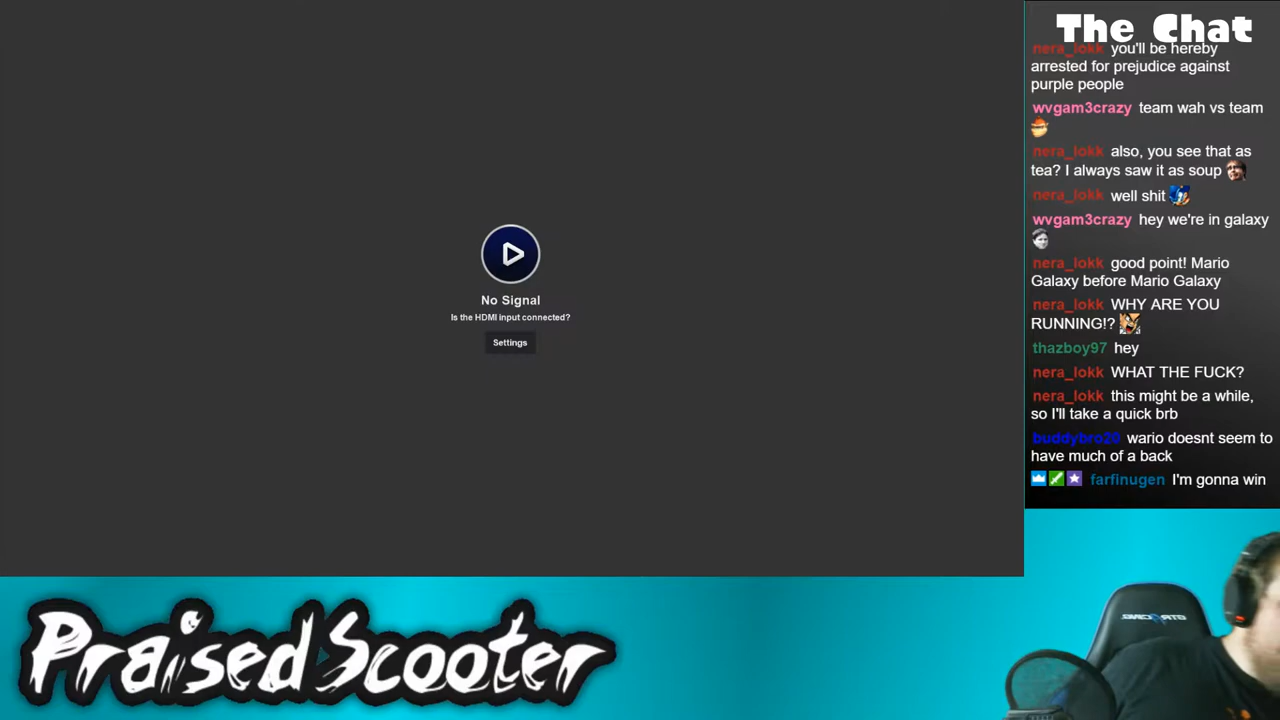 The Chat
nera_lokk you'll be hereby
arrested for prejudice against
purple people
wvgam3crazy team wah vs team
nera_lokk also, you see that as
tea? I always saw it as soup
nera_lokk well shit
wvgam3crazy hey we're in galaxy
nera_lokk good point! Mario
Galaxy before Mario Galaxy
nera_lokk WHY ARE YOU
RUNNING!?
thazboy97 hey
nera_lokk WHAT THE FUCK?
nera_lokk this might be a while,
so I'll take a quick brb
buddybro20 wario doesnt seem to
have much of a back
farfinugen I'm gonna win
No Signal
Is the HDMI input connected?
Settings
PraisedScooter
GTRACING